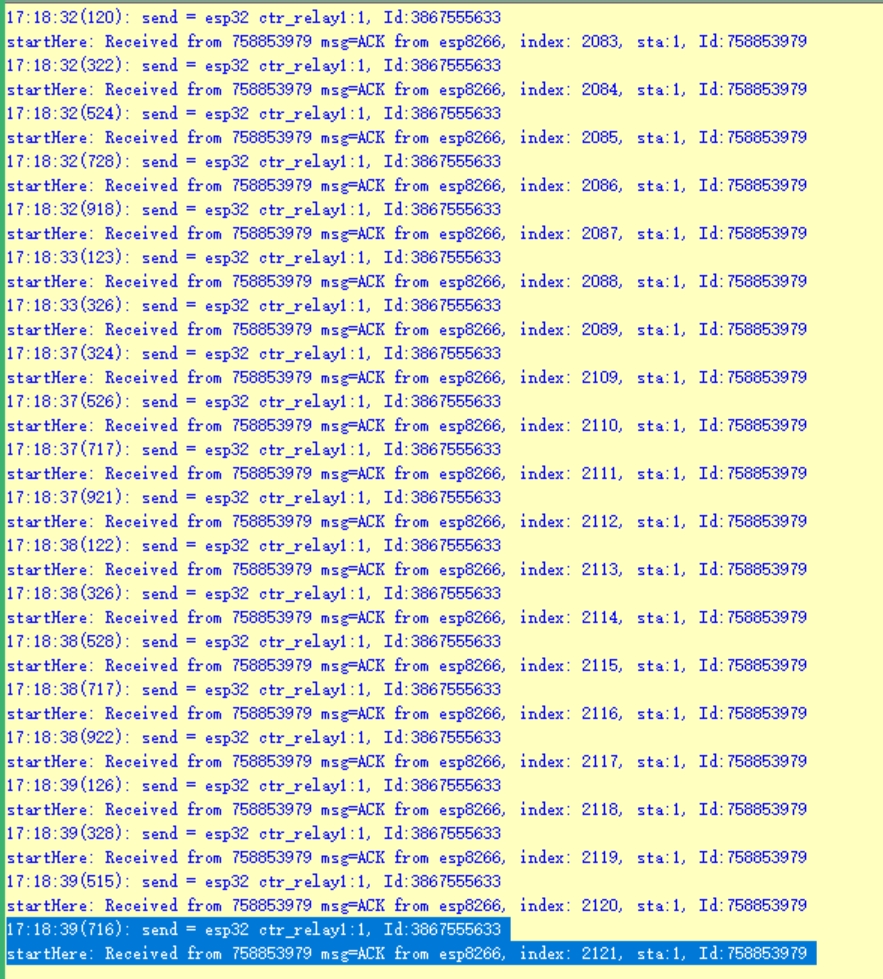 17:18:32(120): send = esp32 ctr_relay1:1, Id:3867555633
startHere: Received from 758853979 msg=ACK from esp8266, index: 2083, sta:1, Id:758853979
17:18:32(322): send = esp32 ctr_relay1:1, Id:3867555633
startHere: Received from 758853979 msg=ACK from esp8266, index: 2084, sta:1, Id:758853979
17:18:32(524): send = esp32 ctr_relay1:1, Id:3867555633
startHere: Received from 758853979 msg=ACK from esp8266, index: 2085, sta:1, Id:758853979
17:18:32(728): send = esp32 ctr_relay1:1, Id:3867555633
startHere: Received from 758853979 msg=ACK from esp8266, index: 2086, sta:1, Id:758853979
17:18:32(918): send = esp32 ctr_relay1:1, Id:3867555633
startHere: Received from 758853979 msg=ACK from esp8266, index: 2087, sta:1, Id:758853979
17:18:33(123): send = esp32 ctr_relay1:1, Id:3867555633
startHere: Received from 758853979 msg=ACK from esp8266, index: 2088, sta:1, Id:758853979
17:18:33(326): send = esp32 ctr_relay1:1, Id:3867555633
startHere: Received from 758853979 msg=ACK from esp8266, index: 2089, sta:1, Id:758853979
17:18:37(324): send = esp32 ctr_relay1:1, Id:3867555633
startHere: Received from 758853979 msg=ACK from esp8266, index: 2109, sta:1, Id:758853979
17:18:37(526): send = esp32 ctr_relay1:1, Id:3867555633
startHere: Received from 758853979 msg=ACK from esp8266, index: 2110, sta:1, Id:758853979
17:18:37(717): send = esp32 ctr_relay1:1, Id:3867555633
startHere: Received from 758853979 msg=ACK from esp8266, index: 2111, sta:1, Id:758853979
17:18:37(921): send = esp32 ctr_relay1:1, Id:3867555633
startHere: Received from 758853979 msg=ACK from esp8266, index: 2112, sta:1, Id:758853979
17:18:38(122): send = esp32 ctr_relay1:1, Id:3867555633
startHere: Received from 758853979 msg=ACK from esp8266, index: 2113, sta:1, Id:758853979
17:18:38(326): send = esp32 ctr_relay1:1, Id:3867555633
startHere: Received from 758853979 msg=ACK from esp8266, index: 2114, sta:1, Id:758853979
17:18:38(528): send = esp32 ctr_relay1:1, Id:3867555633
startHere: Received from 758853979 msg=ACK from esp8266, index: 2115, sta:1, Id:758853979
17:18:38(717): send = esp32 ctr_relay1:1, Id:3867555633
startHere: Received from 758853979 msg=ACK from esp8266, index: 2116, sta:1, Id:758853979
17:18:38(922): send = esp32 ctr_relay1:1, Id:3867555633
startHere: Received from 758853979 msg=ACK from esp8266, index: 2117, sta:1, Id:758853979
17:18:39(126): send = esp32 ctr_relay1:1, Id:3867555633
startHere: Received from 758853979 msg=ACK from esp8266, index: 2118, sta:1, Id:758853979
17:18:39(328): send = esp32 ctr_relay1:1, Id:3867555633
startHere: Received from 758853979 msg=ACK from esp8266, index: 2119, sta:1, Id:758853979
17:18:39(515): send = esp32 ctr_relay1:1, Id:3867555633
startHere: Received from 758853979 msg=ACK from esp8266, index: 2120, sta:1, Id:758853979
17:18:39(716): send = esp32 ctr_relay1:1, Id:3867555633
startHere: Received from 758853979 msg=ACK from esp8266, index: 2121, sta:1, Id:758853979